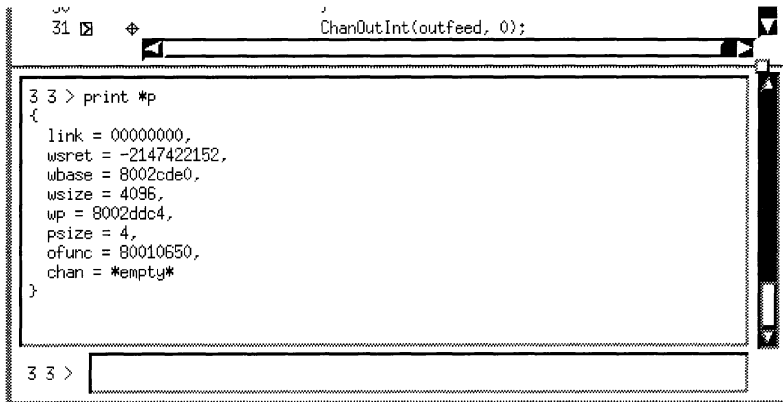 31 ChanOutInt(outfeed, 0);
3 3 > print *p
{
link = 00000000,
wsret = -2147422152,
wbase = 8002cde0,
wsize = 4096,
wp = 8002ddc4,
psize = 4,
ofunc = 80010650,
chan = *empty*
}
3 3 >